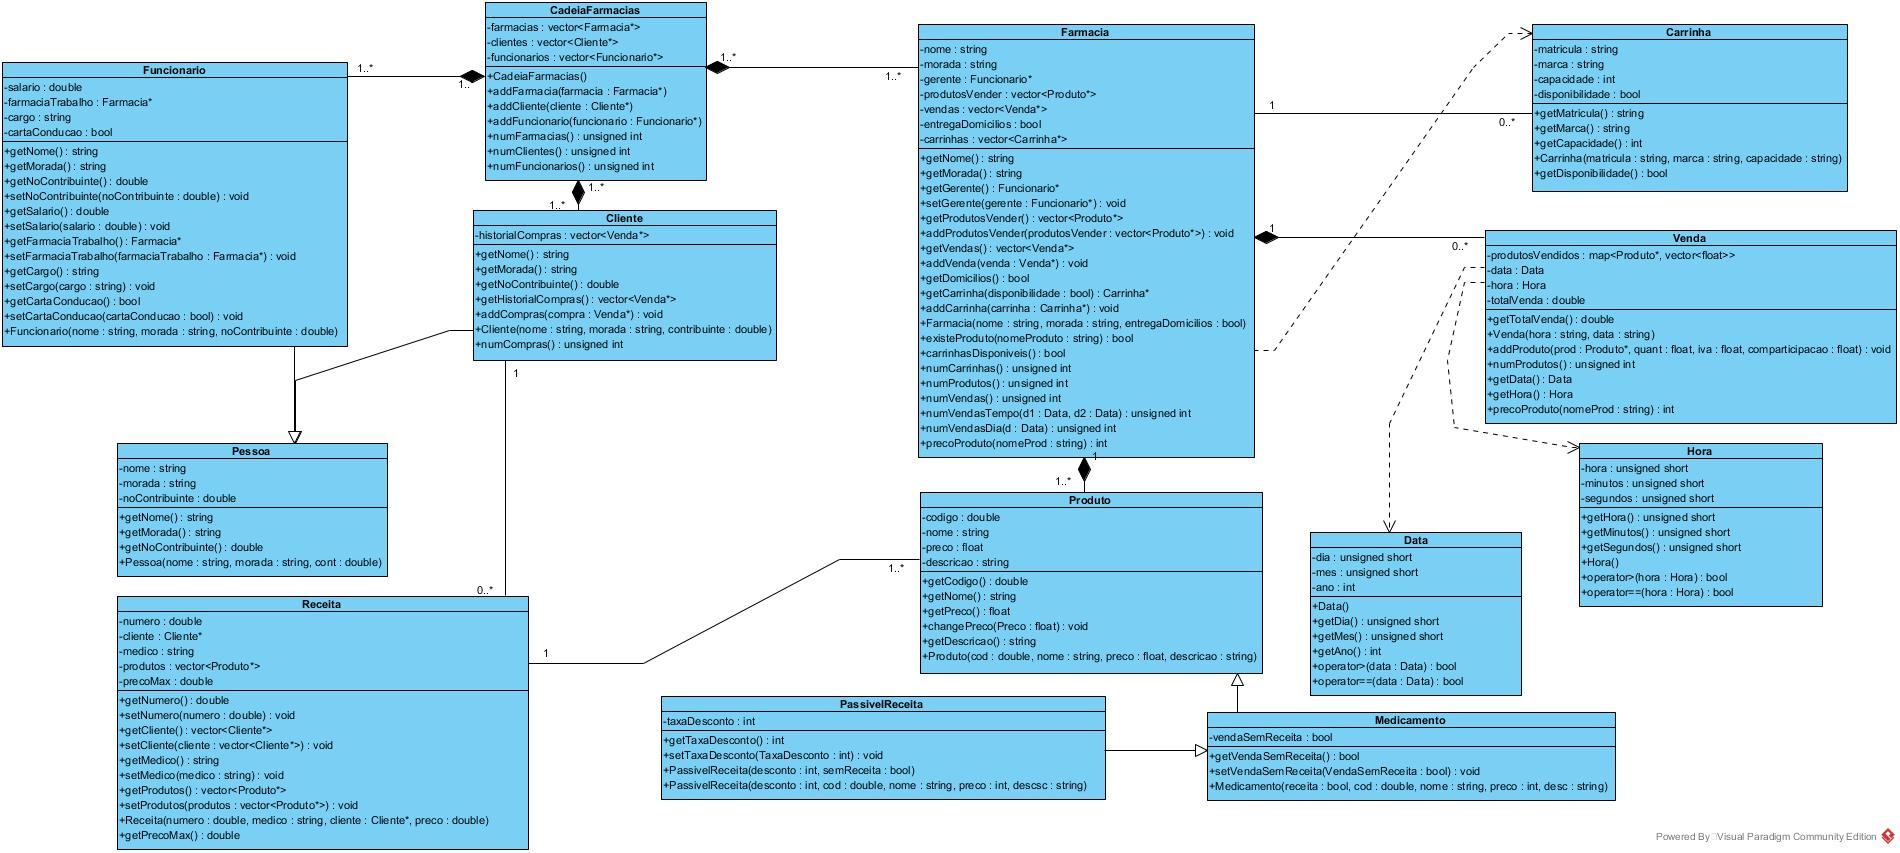 CadeiaFarmacias
-farmacias : vector<Farmacia*>
-clientes : vector<Cliente*>
-funcionarios : vector<Funcionario*>
+CadeiaFarmacias()
+addFarmacia(farmacia : Farmacia*)
+addCliente(cliente : Cliente*)
+addFuncionario(funcionario : Funcionario*)
+numFarmacias() : unsigned int
+numClientes() : unsigned int
+numFuncionarios() : unsigned int
1..*
1..
1..*
1..*
1..*
1..*
Funcionario
-salario : double
-farmaciaTrabalho : Farmacia*
-cargo : string
-cartaConducao : bool
+getNome() : string
+getMorada() : string
+getNoContribuinte() : double
+setNoContribuinte(noContribuinte : double) : void
+getSalario() : double
+setSalario(salario : double) : void
+getFarmaciaTrabalho() : Farmacia*
+setFarmaciaTrabalho(farmaciaTrabalho : Farmacia*) : void
+getCargo() : string
+setCargo(cargo : string) : void
+getCartaConducao() : bool
+setCartaConducao(cartaConducao : bool) : void
+Funcionario(nome : string, morada : string, noContribuinte : double)
Cliente
-historialCompras : vector<Venda*>
+getNome() : string
+getMorada() : string
+getNoContribuinte() : double
+getHistorialCompras() : vector<Venda*>
+addCompras(compra : Venda*) : void
+Cliente(nome : string, morada : string, contribuinte : double)
+numCompras() : unsigned int
1
0..*
Farmacia
-nome : string
-morada : string
-gerente : Funcionario*
-produtosVender : vector<Produto*>
-vendas : vector<Venda*>
-entregaDomicilios : bool
-carrinhas : vector<Carrinha*>
+getNome() : string
+getMorada() : string
+getGerente() : Funcionario*
+setGerente(gerente : Funcionario*) : void
+getProdutosVender() : vector<Produto*>
+addProdutosVender(produtosVender : vector<Produto*>) : void
+getVendas() : vector<Venda*>
+addVenda(venda : Venda*) : void
+getDomicilios() : bool
+getCarrinha(disponibilidade : bool) : Carrinha*
+addCarrinha(carrinha : Carrinha*) : void
+Farmacia(nome : string, morada : string, entregaDomicilios : bool)
+existeProduto(nomeProduto : string) : bool
+carrinhasDisponiveis() : bool
+numCarrinhas() : unsigned int
+numProdutos() : unsigned int
+numVendas() : unsigned int
+numVendasTempo(d1 : Data, d2 : Data) : unsigned int
+numVendasDia(d : Data) : unsigned int
+precoProduto(nomeProd : string) : int
1
0..*
1
0..*
1
1..*
Carrinha
-matricula : string
-marca : string
-capacidade : int
-disponibilidade : bool
+getMatricula() : string
+getMarca() : string
+getCapacidade() : int
+Carrinha(matricula : string, marca : string, capacidade : string)
+getDisponibilidade() : bool
Venda
-produtosVendidos : map<Produto*, vector<float>>
-data : Data
-hora : Hora
-totalVenda : double
+getTotalVenda() : double
+Venda(hora : string, data : string)
+addProduto(prod : Produto*, quant : float, iva : float, comparticipacao : float) : void
+numProdutos() : unsigned int
+getData() : Data
+getHora() : Hora
+precoProduto(nomeProd : string) : int
Pessoa
-nome : string
-morada : string
-noContribuinte : double
+getNome() : string
+getMorada() : string
+getNoContribuinte() : double
+Pessoa(nome : string, morada : string, cont : double)
Hora
-hora : unsigned short
-minutos : unsigned short
-segundos : unsigned short
+getHora() : unsigned short
+getMinutos() : unsigned short
+getSegundos() : unsigned short
+Hora()
+operator>(hora : Hora) : bool
+operator==(hora : Hora) : bool
Produto
-codigo : double
-nome : string
-preco : float
-descricao : string
+getCodigo() : double
+getNome() : string
+getPreco() : float
+changePreco(Preco : float) : void
+getDescricao() : string
+Produto(cod : double, nome : string, preco : float, descricao : string)
1..*
1
Data
-dia : unsigned short
-mes : unsigned short
-ano : int
+Data()
+getDia() : unsigned short
+getMes() : unsigned short
+getAno() : int
+operator>(data : Data) : bool
+operator==(data : Data) : bool
Receita
-numero : double
-cliente : Cliente*
-medico : string
-produtos : vector<Produto*>
-precoMax : double
+getNumero() : double
+setNumero(numero : double) : void
+getCliente() : vector<Cliente*>
+setCliente(cliente : vector<Cliente*>) : void
+getMedico() : string
+setMedico(medico : string) : void
+getProdutos() : vector<Produto*>
+setProdutos(produtos : vector<Produto*>) : void
+Receita(numero : double, medico : string, cliente : Cliente*, preco : double)
+getPrecoMax() : double
PassivelReceita
-taxaDesconto : int
+getTaxaDesconto() : int
+setTaxaDesconto(TaxaDesconto : int) : void
+PassivelReceita(desconto : int, semReceita : bool)
+PassivelReceita(desconto : int, cod : double, nome : string, preco : int, descsc : string)
Medicamento
-vendaSemReceita : bool
+getVendaSemReceita() : bool
+setVendaSemReceita(VendaSemReceita : bool) : void
+Medicamento(receita : bool, cod : double, nome : string, preco : int, desc : string)
Powered By Visual Paradigm Community Edition